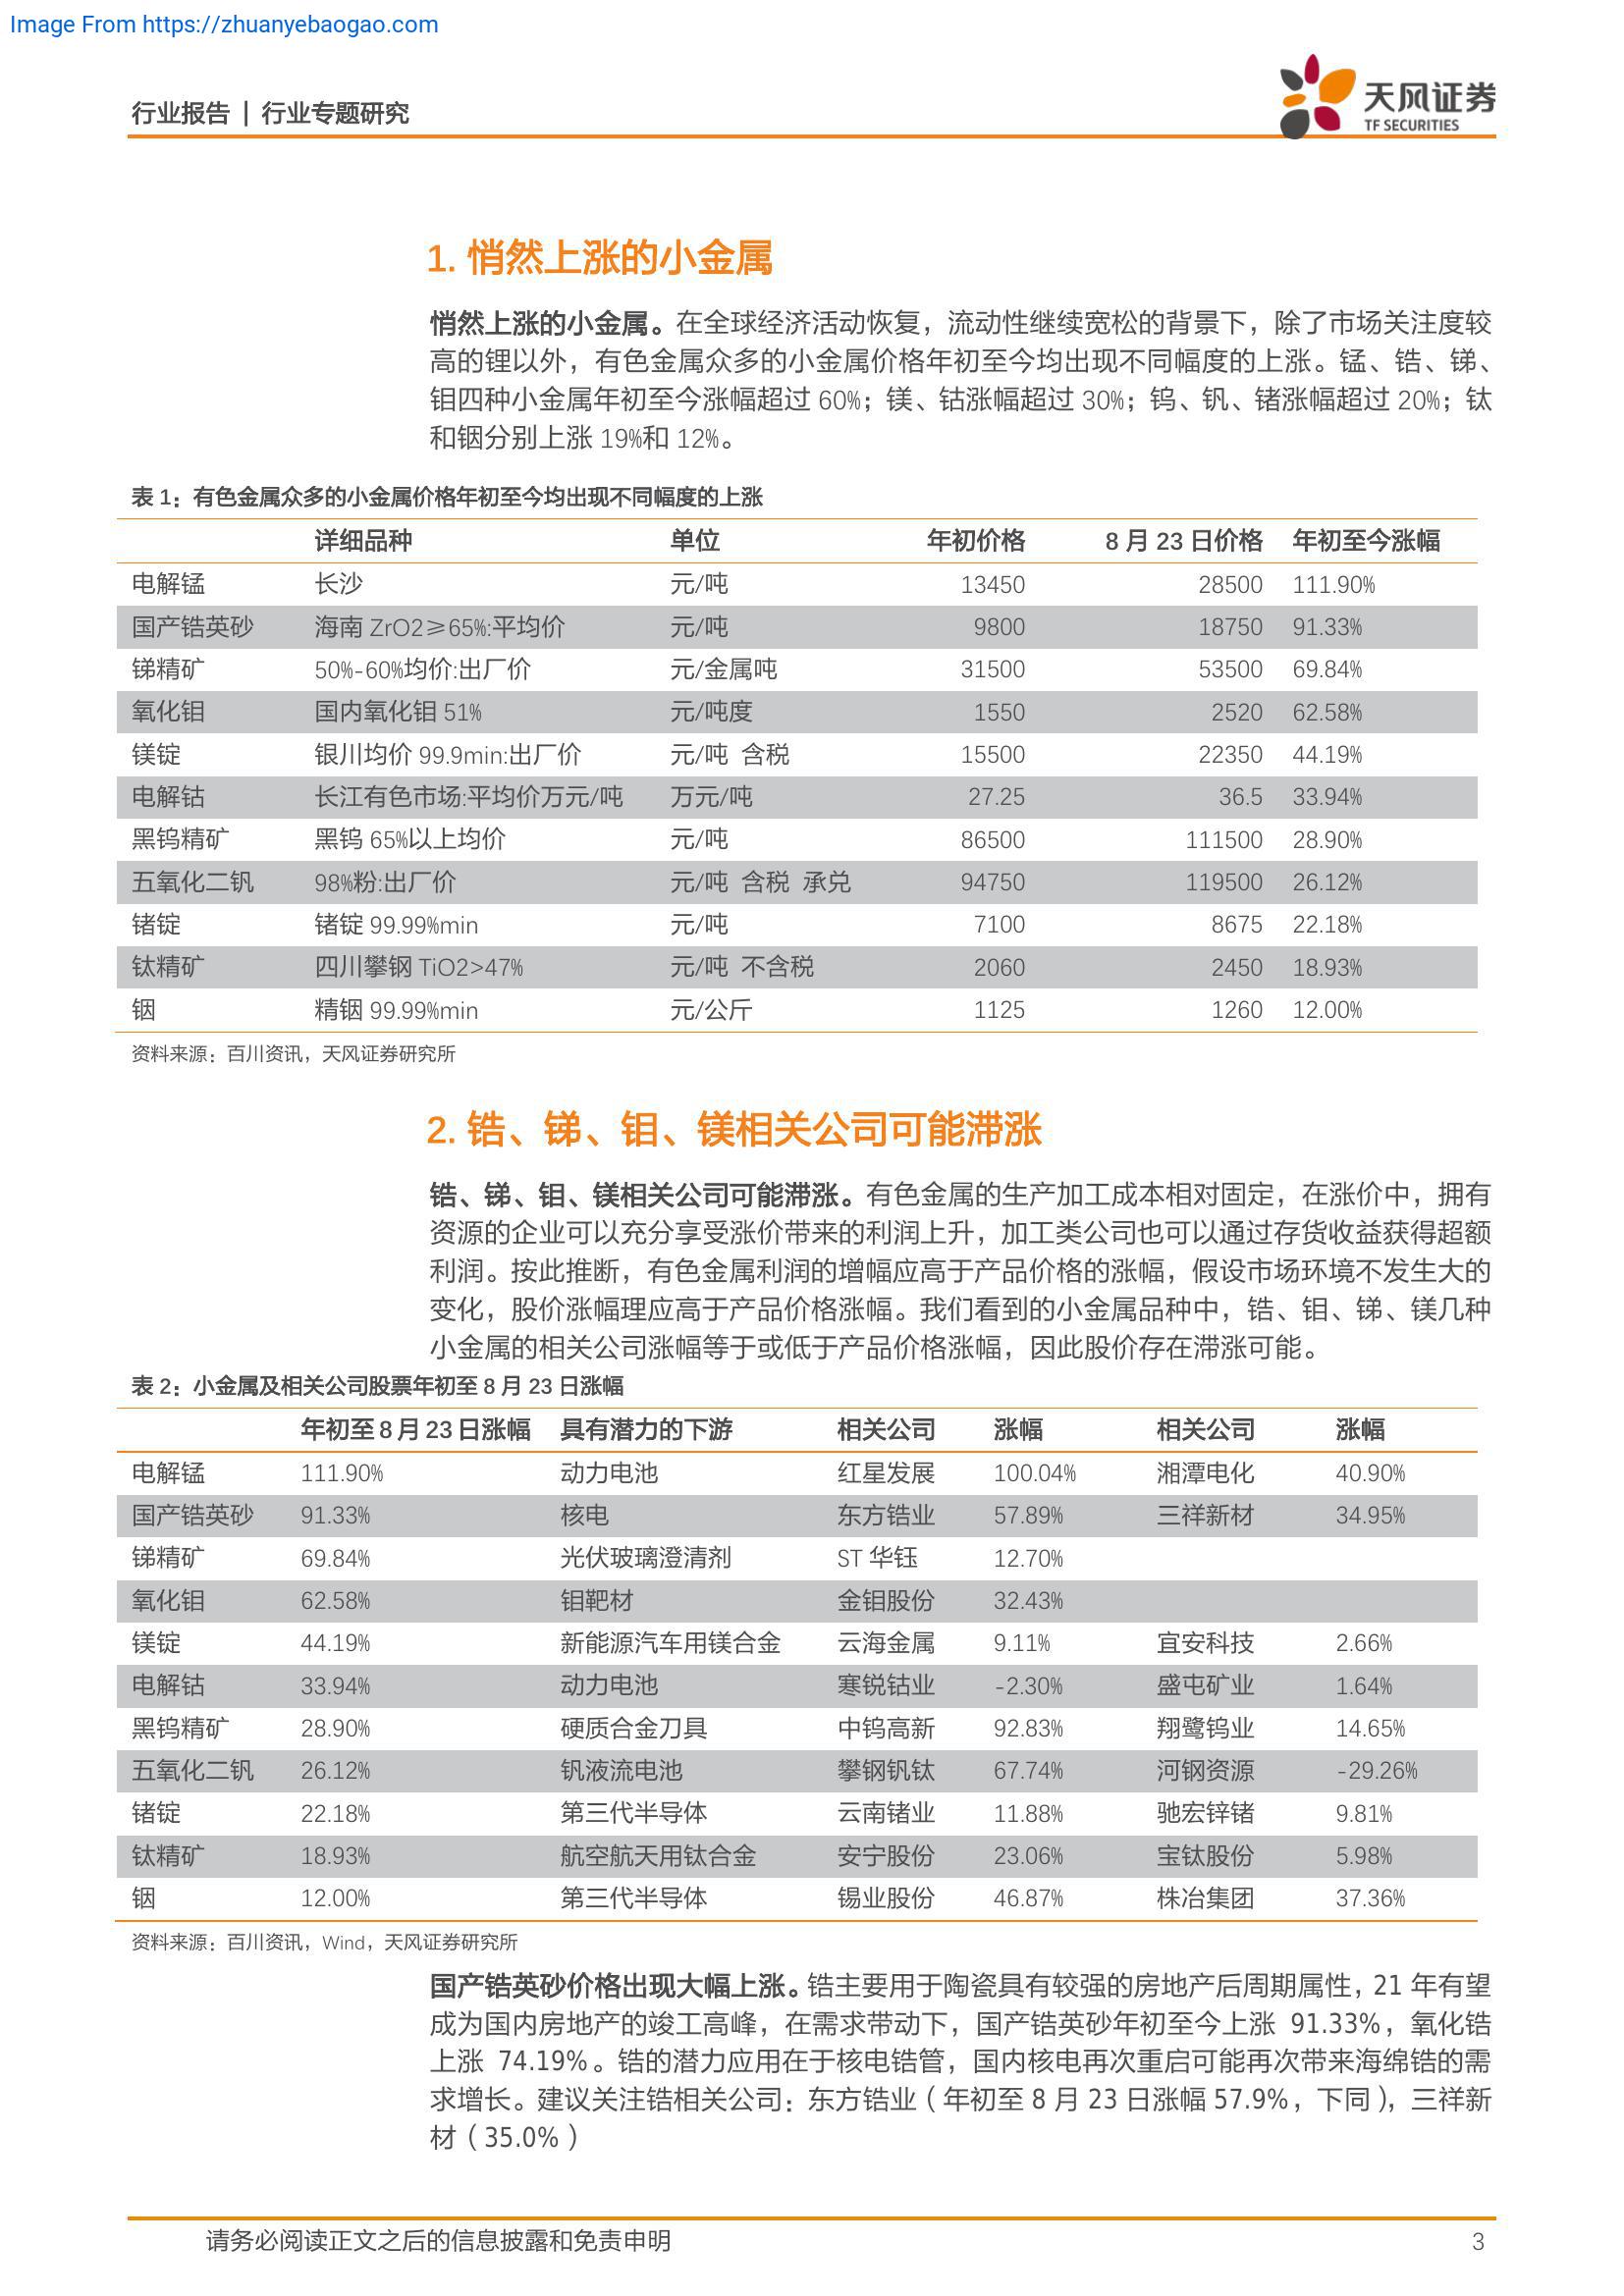 Image From https://zhuanyebaogao.com
行业报告 | 行业专题研究
天风证券
TF SECURITIES
1. 悄然上涨的小金属
悄然上涨的小金属。在全球经济活动恢复，流动性继续宽松的背景下，除了市场关注度较
高的锂以外，有色金属众多的小金属价格年初至今均出现不同幅度的上涨。锰、锆、锑、
钼四种小金属年初至今涨幅超过 60%；镁、钴涨幅超过 30%；钨、钒、锗涨幅超过 20%；钛
和铟分别上涨 19%和 12%。
表 1：有色金属众多的小金属价格年初至今均出现不同幅度的上涨
详细品种 单位 年初价格 8 月 23 日价格 年初至今涨幅
电解锰 长沙 元/吨 13450 28500 111.90%
国产锆英砂 海南 ZrO2≥65%:平均价 元/吨 9800 18750 91.33%
锑精矿 50%-60%均价:出厂价 元/金属吨 31500 53500 69.84%
氧化钼 国内氧化钼 51% 元/吨度 1550 2520 62.58%
镁锭 银川均价 99.9min:出厂价 元/吨 含税 15500 22350 44.19%
电解钴 长江有色市场:平均价万元/吨 万元/吨 27.25 36.5 33.94%
黑钨精矿 黑钨 65%以上均价 元/吨 86500 111500 28.90%
五氧化二钒 98%粉:出厂价 元/吨 含税 承兑 94750 119500 26.12%
锗锭 锗锭 99.99%min 元/吨 7100 8675 22.18%
钛精矿 四川攀钢 TiO2>47% 元/吨 不含税 2060 2450 18.93%
铟 精铟 99.99%min 元/公斤 1125 1260 12.00%
资料来源：百川资讯，天风证券研究所
2. 锆、锑、钼、镁相关公司可能滞涨
锆、锑、钼、镁相关公司可能滞涨。有色金属的生产加工成本相对固定，在涨价中，拥有
资源的企业可以充分享受涨价带来的利润上升，加工类公司也可以通过存货收益获得超额
利润。按此推断，有色金属利润的增幅应高于产品价格的涨幅，假设市场环境不发生大的
变化，股价涨幅理应高于产品价格涨幅。我们看到的小金属品种中，锆、钼、锑、镁几种
小金属的相关公司涨幅等于或低于产品价格涨幅，因此股价存在滞涨可能。
表 2：小金属及相关公司股票年初至 8 月 23 日涨幅
年初至 8 月 23 日涨幅 具有潜力的下游 相关公司 涨幅 相关公司 涨幅
电解锰 111.90% 动力电池 红星发展 100.04% 湘潭电化 40.90%
国产锆英砂 91.33% 核电 东方锆业 57.89% 三祥新材 34.95%
锑精矿 69.84% 光伏玻璃澄清剂 ST 华钰 12.70%
氧化钼 62.58% 钼靶材 金钼股份 32.43%
镁锭 44.19% 新能源汽车用镁合金 云海金属 9.11% 宜安科技 2.66%
电解钴 33.94% 动力电池 寒锐钴业 -2.30% 盛屯矿业 1.64%
黑钨精矿 28.90% 硬质合金刀具 中钨高新 92.83% 翔鹭钨业 14.65%
五氧化二钒 26.12% 钒液流电池 攀钢钒钛 67.74% 河钢资源 -29.26%
锗锭 22.18% 第三代半导体 云南锗业 11.88% 驰宏锌锗 9.81%
钛精矿 18.93% 航空航天用钛合金 安宁股份 23.06% 宝钛股份 5.98%
铟 12.00% 第三代半导体 锡业股份 46.87% 株冶集团 37.36%
资料来源：百川资讯，Wind，天风证券研究所
国产锆英砂价格出现大幅上涨。锆主要用于陶瓷具有较强的房地产后周期属性，21 年有望
成为国内房地产的竣工高峰，在需求带动下，国产锆英砂年初至今上涨 91.33%，氧化锆
上涨 74.19%。锆的潜力应用在于核电锆管，国内核电再次重启可能再次带来海绵锆的需
求增长。建议关注锆相关公司：东方锆业（年初至 8 月 23 日涨幅 57.9%，下同），三祥新
材（35.0%）
请务必阅读正文之后的信息披露和免责申明
3